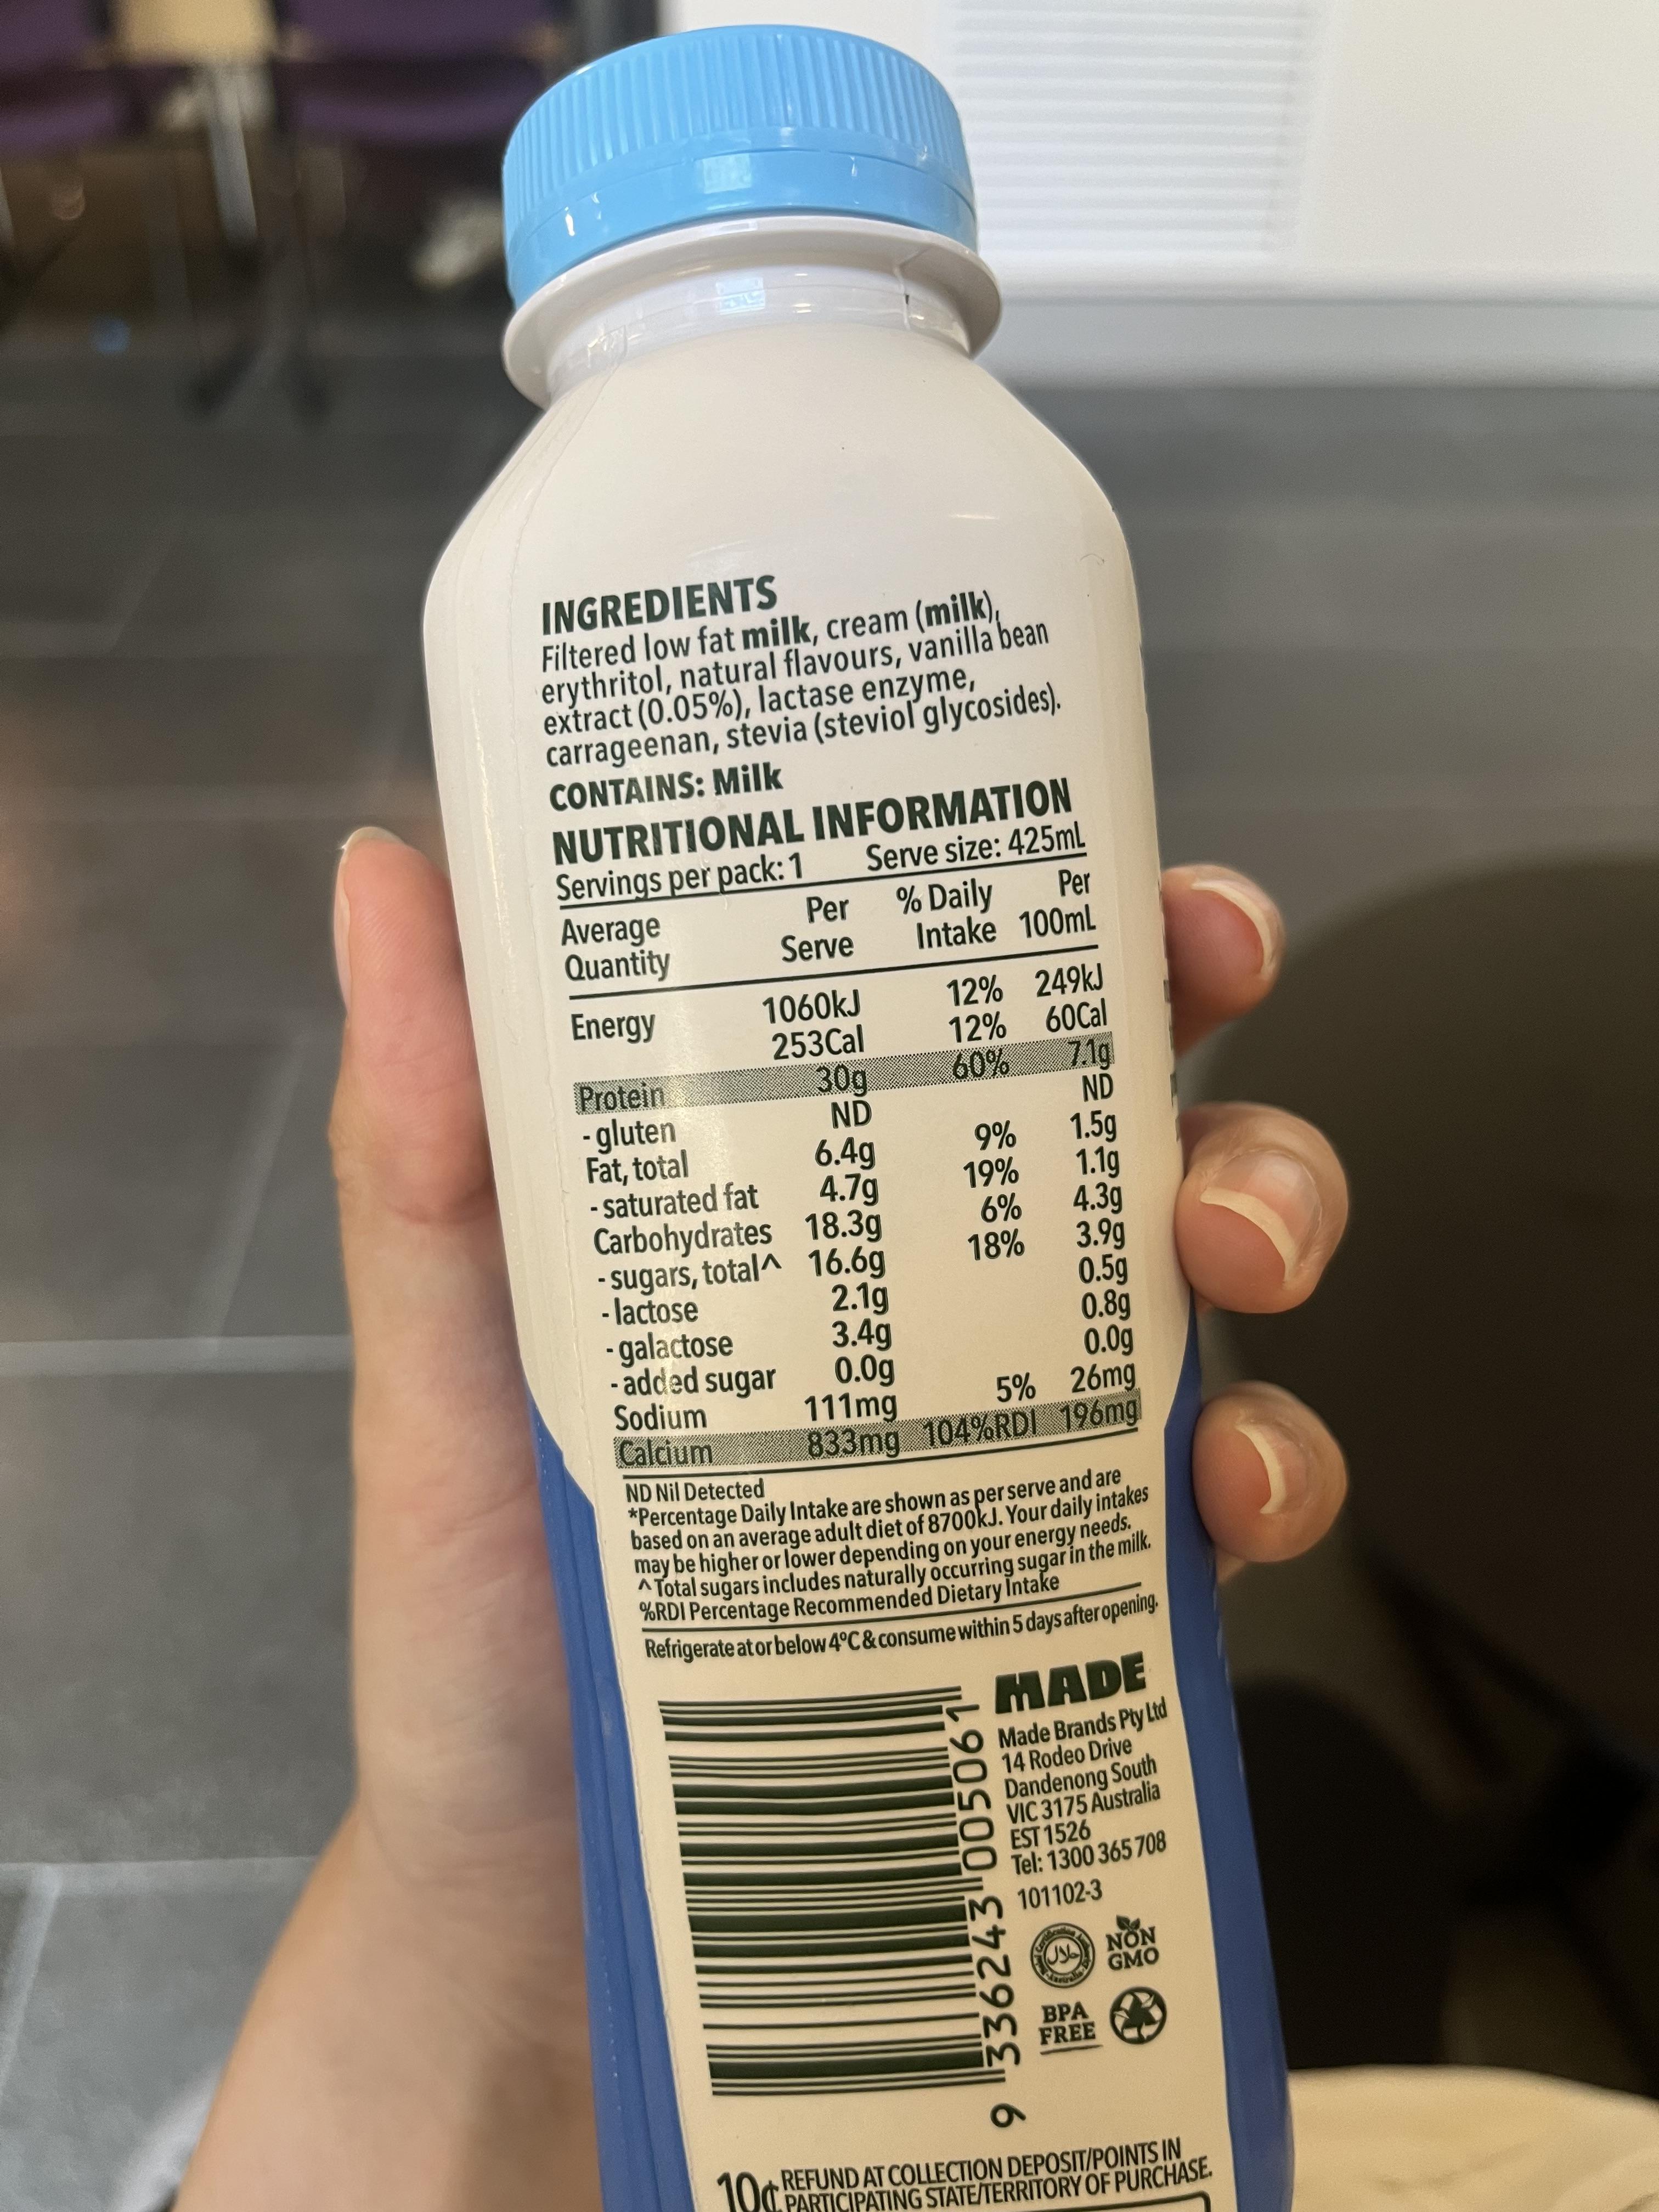 INGREDIENTS
Filtered low fat milk, cream (milk),
erythritol, natural flavours, vanilla bean
extract (0.05%), lactase enzyme,
carrageenan, stevia (steviol glycosides).
CONTAINS: Milk
NUTRITIONAL INFORMATION
Servings per pack: 1 Serve size: 425mL
Average Quantity Per Serve % Daily Intake Per 100mL
Energy 1060kJ 12% 249kJ
253Cal 12% 60Cal
Protein 30g 60% 7.1g
- gluten ND ND
Fat, total 6.4g 9% 1.5g
- saturated fat 4.7g 19% 1.1g
Carbohydrates 18.3g 6% 4.3g
- sugars, total^ 16.6g 18% 3.9g
- lactose 2.1g 0.5g
- galactose 3.4g 0.8g
- added sugar 0.0g 0.0g
Sodium 111mg 5% 26mg
Calcium 833mg 104%RDI 196mg
ND Nil Detected
*Percentage Daily Intake are shown as per serve and are
based on an average adult diet of 8700kJ. Your daily intakes
may be higher or lower depending on your energy needs.
^Total sugars includes naturally occurring sugar in the milk.
%RDI Percentage Recommended Dietary Intake
Refrigerate at or below 4°C & consume within 5 days after opening.
MADE
Made Brands Pty Ltd
14 Rodeo Drive
Dandenong South
VIC 3175 Australia
EST 1526
Tel: 1300 365 708
101102-3
9 336243 005061
حلال
NON
GMO
BPA
FREE
10¢ REFUND AT COLLECTION DEPOSIT/POINTS IN
PARTICIPATING STATE/TERRITORY OF PURCHASE.